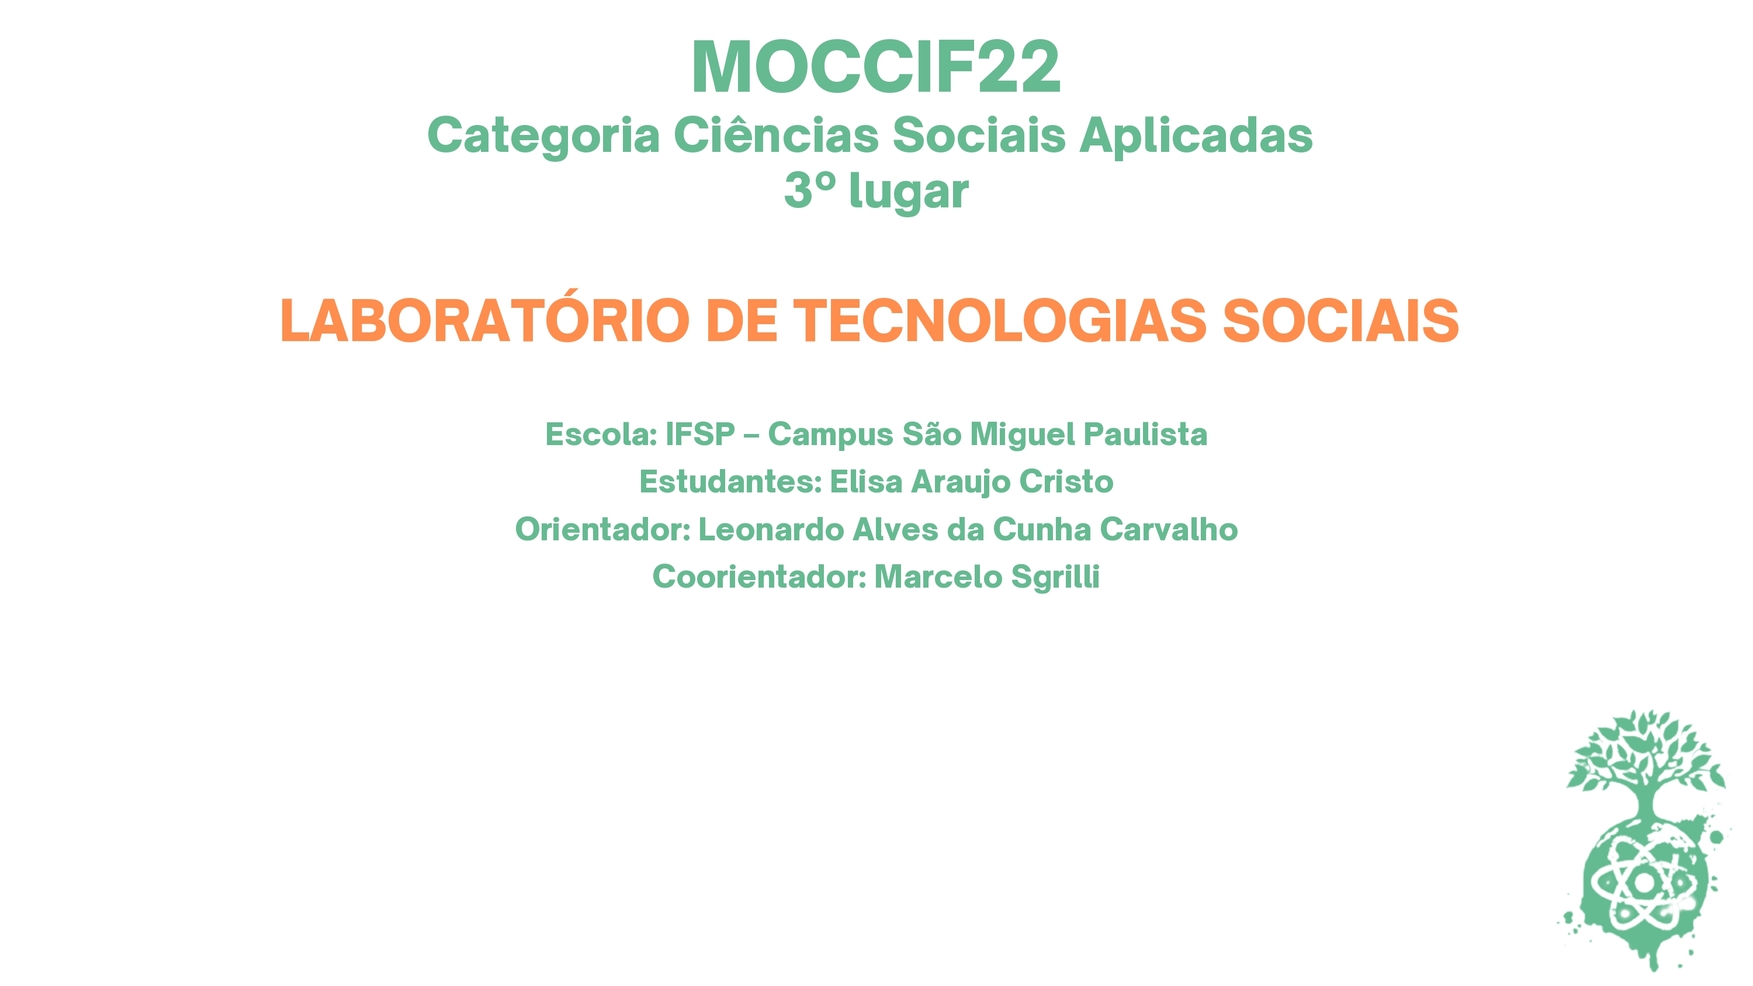 MOCCIF22
Categoria Ciências Sociais Aplicadas
3º lugar
LABORATÓRIO DE TECNOLOGIAS SOCIAIS
Escola: IFSP – Campus São Miguel Paulista
Estudantes: Elisa Araujo Cristo
Orientador: Leonardo Alves da Cunha Carvalho
Coorientador: Marcelo Sgrilli